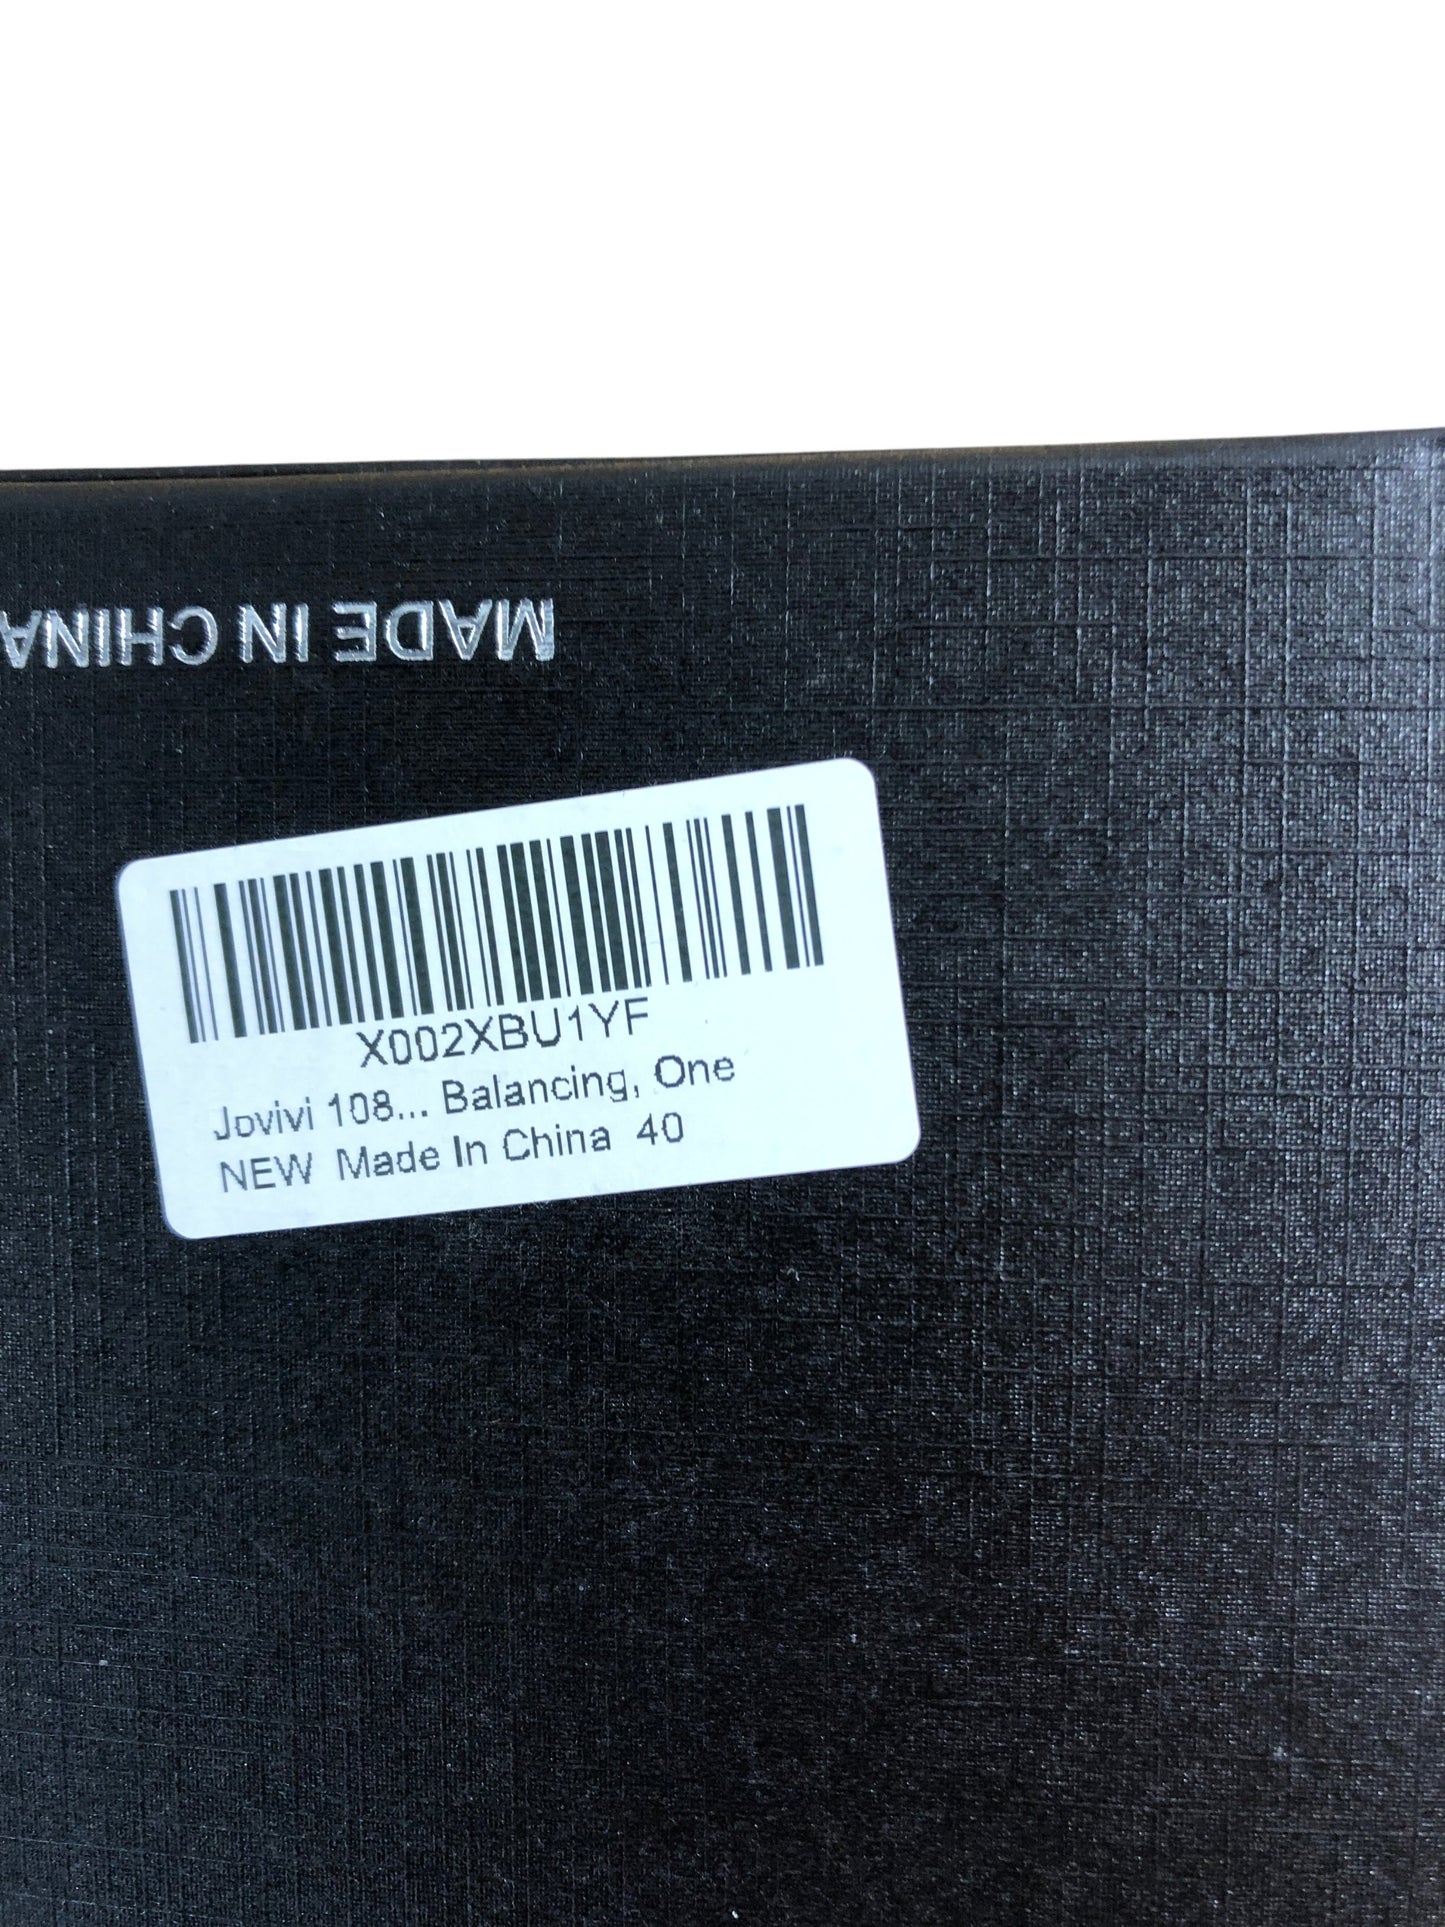 MADE IN CHINA
X002XBU1YF
Jovivi 108... Balancing, One
NEW Made In China 40